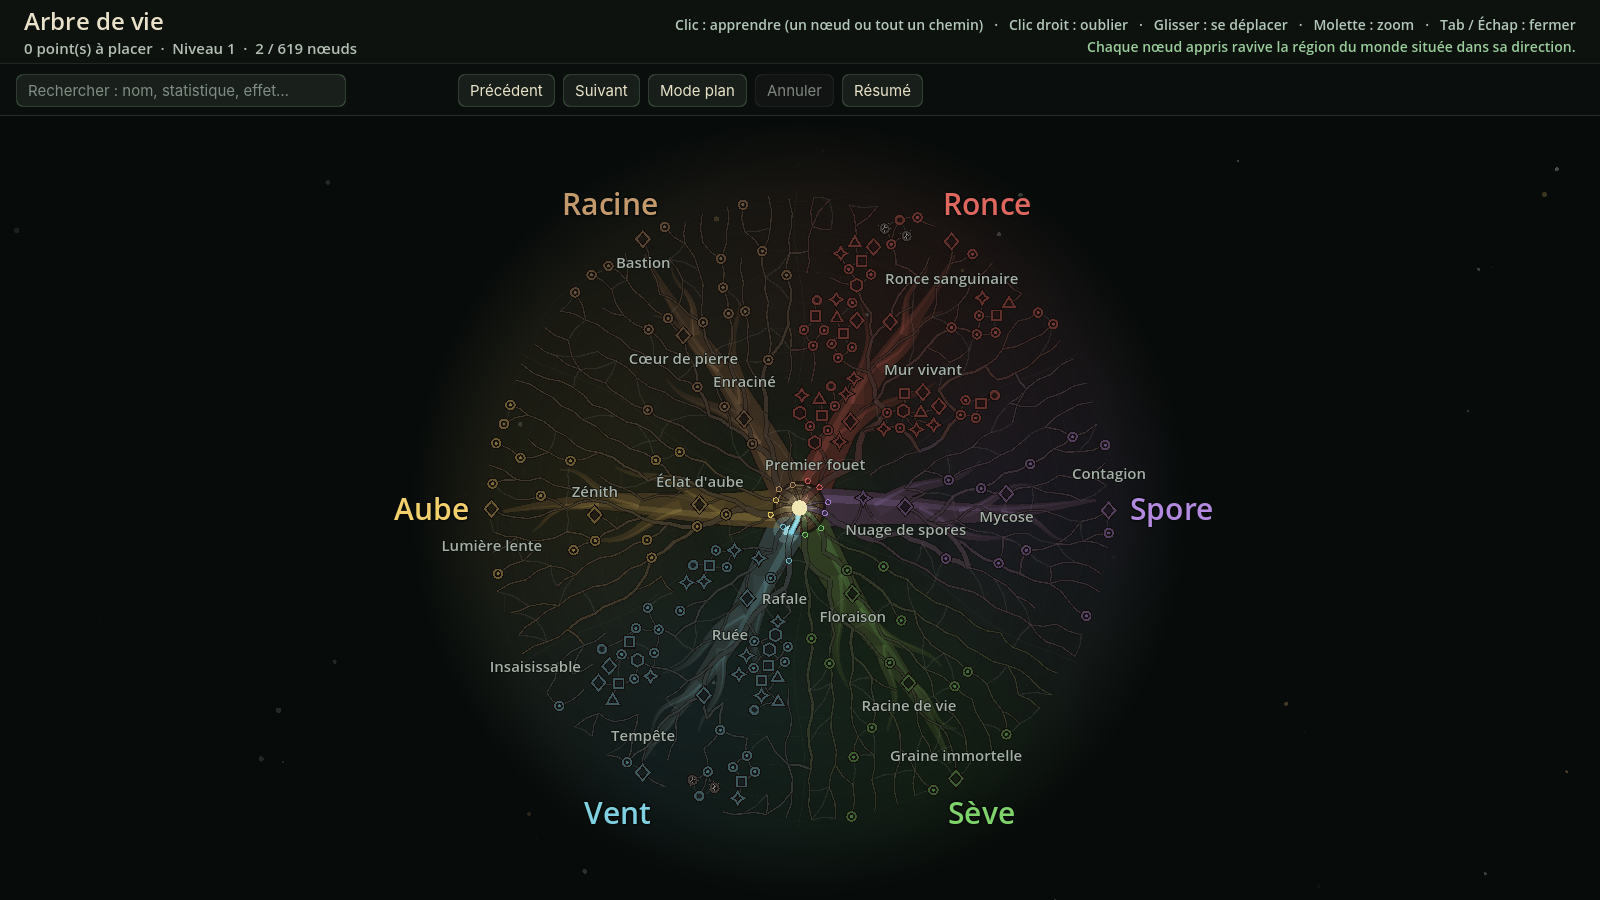 Arbre de vie
0 point(s) à placer · Niveau 1 · 2 / 619 nœuds
Clic : apprendre (un nœud ou tout un chemin) · Clic droit : oublier · Glisser : se déplacer · Molette : zoom · Tab / Échap : fermer
Chaque nœud appris ravive la région du monde située dans sa direction.
Rechercher : nom, statistique, effet...
Précédent
Suivant
Mode plan
Annuler
Résumé
Racine
Ronce
Bastion
Ronce sanguinaire
Cœur de pierre
Enraciné
Mur vivant
Premier fouet
Éclat d'aube
Zénith
Contagion
Aube
Spore
Lumière lente
Nuage de spores
Mycose
Rafale
Floraison
Ruée
Insaisissable
Racine de vie
Tempête
Graine immortelle
Vent
Sève